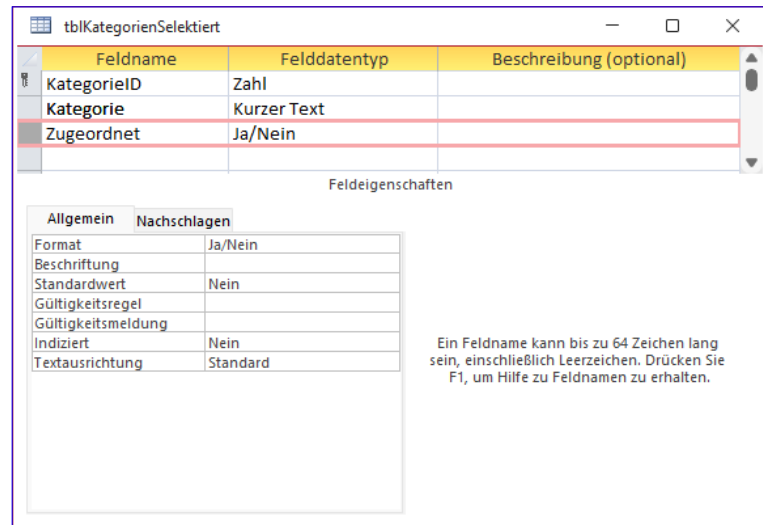 tblKategorienSelektiert
Feldname Felddatentyp Beschreibung (optional)
KategorieID Zahl
Kategorie Kurzer Text
Zugeordnet Ja/Nein
Feldeigenschaften
Allgemein Nachschlagen
Format Ja/Nein
Beschriftung
Standardwert Nein
Gültigkeitsregel
Gültigkeitsmeldung
Indiziert Nein
Textausrichtung Standard
Ein Feldname kann bis zu 64 Zeichen lang
sein, einschließlich Leerzeichen. Drücken Sie
F1, um Hilfe zu Feldnamen zu erhalten.